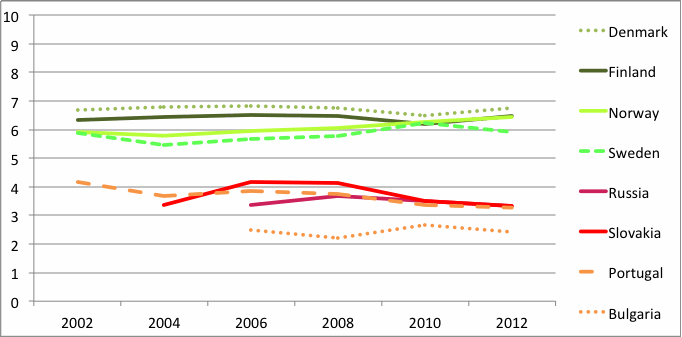 10
9
8
7
6
5
4
3
2
1
0
2002 2004 2006 2008 2010 2012
Denmark
Finland
Norway
Sweden
Russia
Slovakia
Portugal
Bulgaria